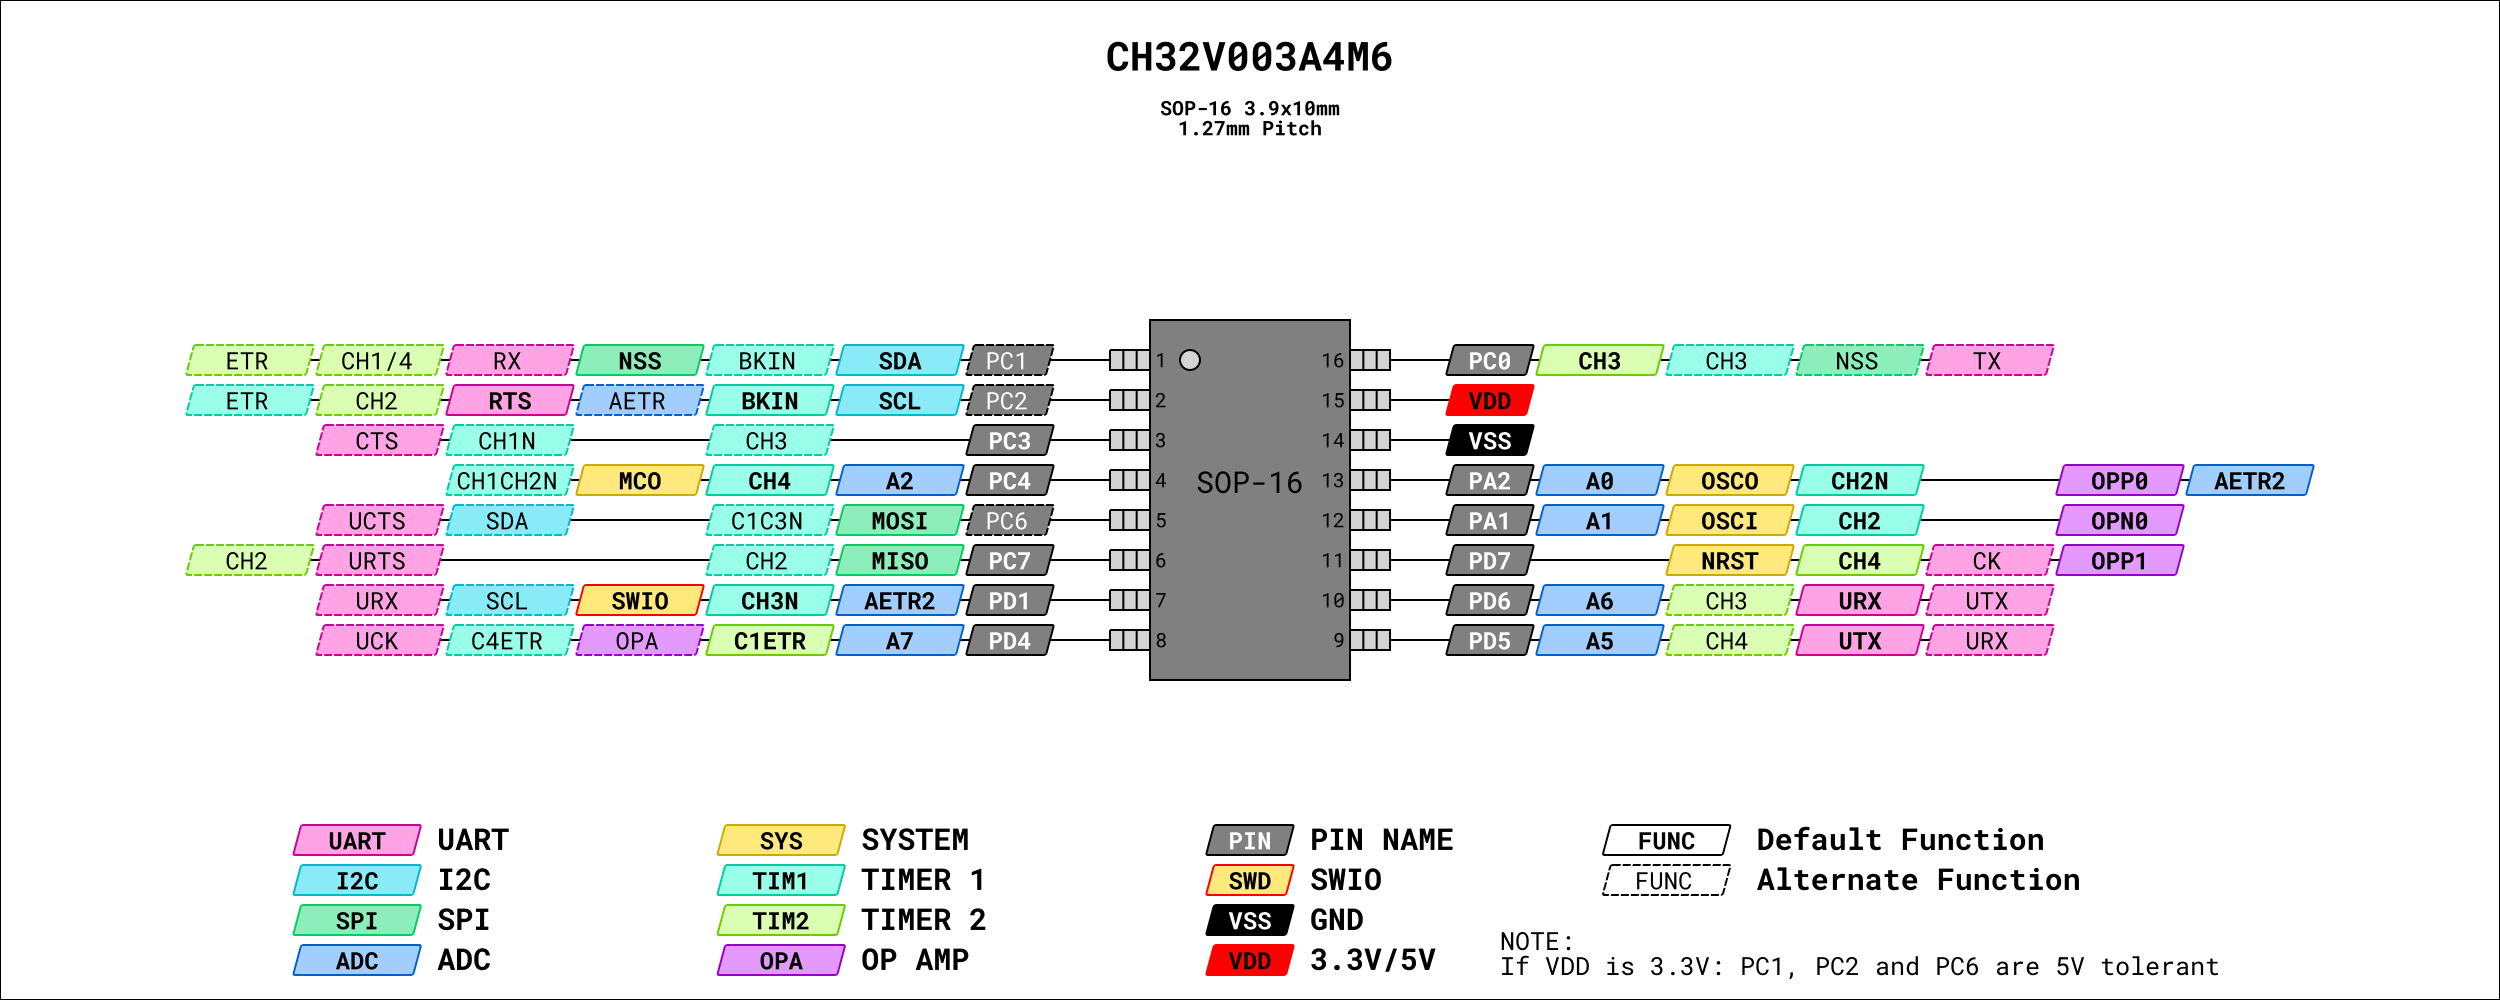 CH32V003A4M6
SOP-16 3.9x10mm
1.27mm Pitch
ETR CH1/4 RX NSS BKIN SDA PC1 1 16 PC0 CH3 CH3 NSS TX
ETR CH2 RTS AETR BKIN SCL PC2 2 15 VDD
CTS CH1N CH3 PC3 3 14 VSS
CH1CH2N MCO CH4 A2 PC4 4 SOP-16 13 PA2 A0 OSCO CH2N OPP0 AETR2
UCTS SDA C1C3N MOSI PC6 5 12 PA1 A1 OSCI CH2 OPN0
CH2 URTS CH2 MISO PC7 6 11 PD7 NRST CH4 CK OPP1
URX SCL SWIO CH3N AETR2 PD1 7 10 PD6 A6 CH3 URX UTX
UCK C4ETR OPA C1ETR A7 PD4 8 9 PD5 A5 CH4 UTX URX
UART UART SYS SYSTEM PIN PIN NAME FUNC Default Function
I2C I2C TIM1 TIMER 1 SWD SWIO FUNC Alternate Function
SPI SPI TIM2 TIMER 2 VSS GND
ADC ADC OPA OP AMP VDD 3.3V/5V
NOTE:
If VDD is 3.3V: PC1, PC2 and PC6 are 5V tolerant